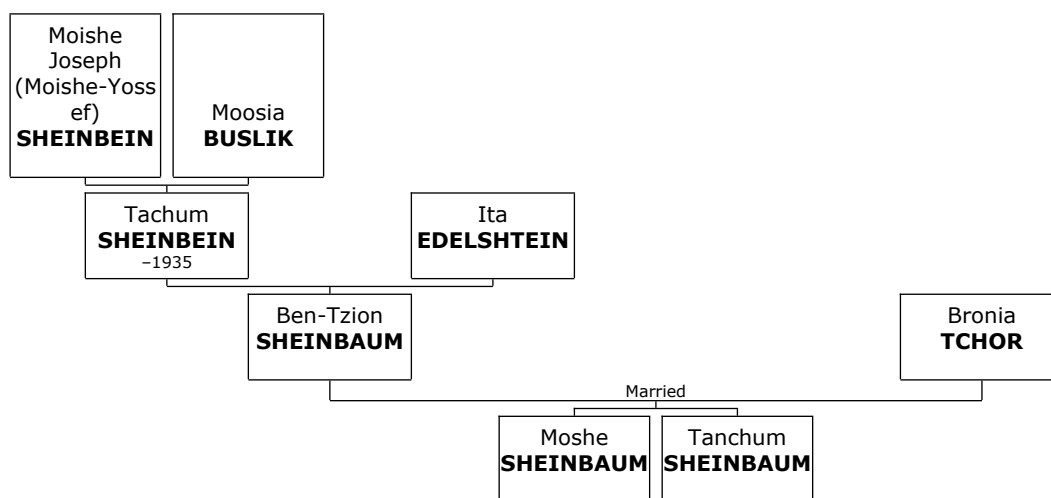 Moishe
Joseph
(Moishe-Yoss
ef)
SHEINBEIN
Moosia
BUSLIK
Tachum
SHEINBEIN
–1935
Ita
EDELSHTEIN
Ben-Tzion
SHEINBAUM
Bronia
TCHOR
Married
Moshe
SHEINBAUM
Tanchum
SHEINBAUM